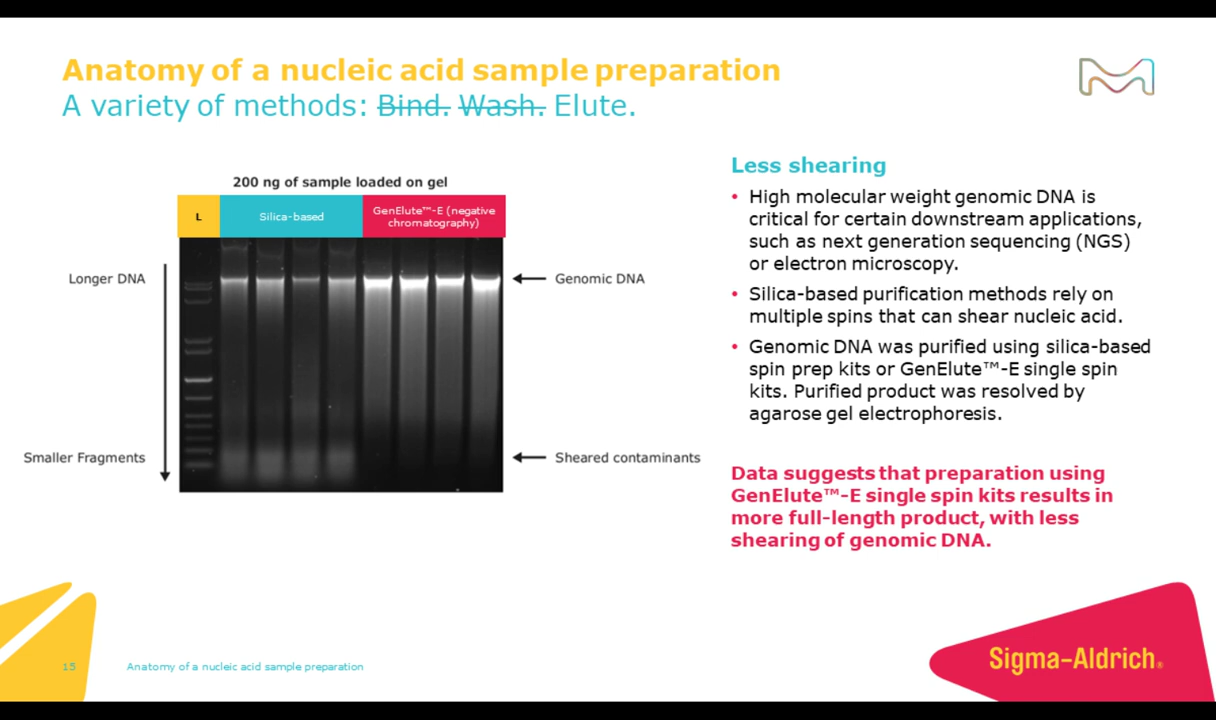 Anatomy of a nucleic acid sample preparation
A variety of methods: Bind. Wash. Elute.
200 ng of sample loaded on gel
L
Silica-based
GenElute™-E (negative
chromatography)
Longer DNA
Genomic DNA
Smaller Fragments
Sheared contaminants
Less shearing
• High molecular weight genomic DNA is
critical for certain downstream applications,
such as next generation sequencing (NGS)
or electron microscopy.
• Silica-based purification methods rely on
multiple spins that can shear nucleic acid.
• Genomic DNA was purified using silica-based
spin prep kits or GenElute™-E single spin
kits. Purified product was resolved by
agarose gel electrophoresis.
Data suggests that preparation using
GenElute™-E single spin kits results in
more full-length product, with less
shearing of genomic DNA.
15
Anatomy of a nucleic acid sample preparation
Sigma-Aldrich®